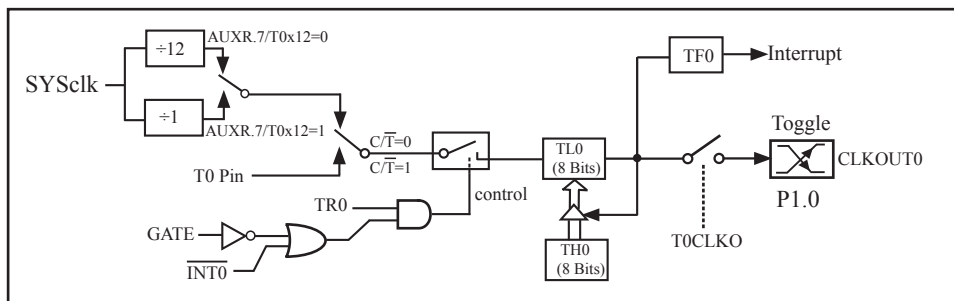 AUXR.7/T0x12=0
÷12
SYSclk
÷1
AUXR.7/T0x12=1
T0 Pin
C/T̅=0
C/T̅=1
control
TR0
GATE
I̅N̅T̅0̅
TL0
(8 Bits)
TH0
(8 Bits)
TF0
Interrupt
Toggle
CLKOUT0
P1.0
T0CLKO